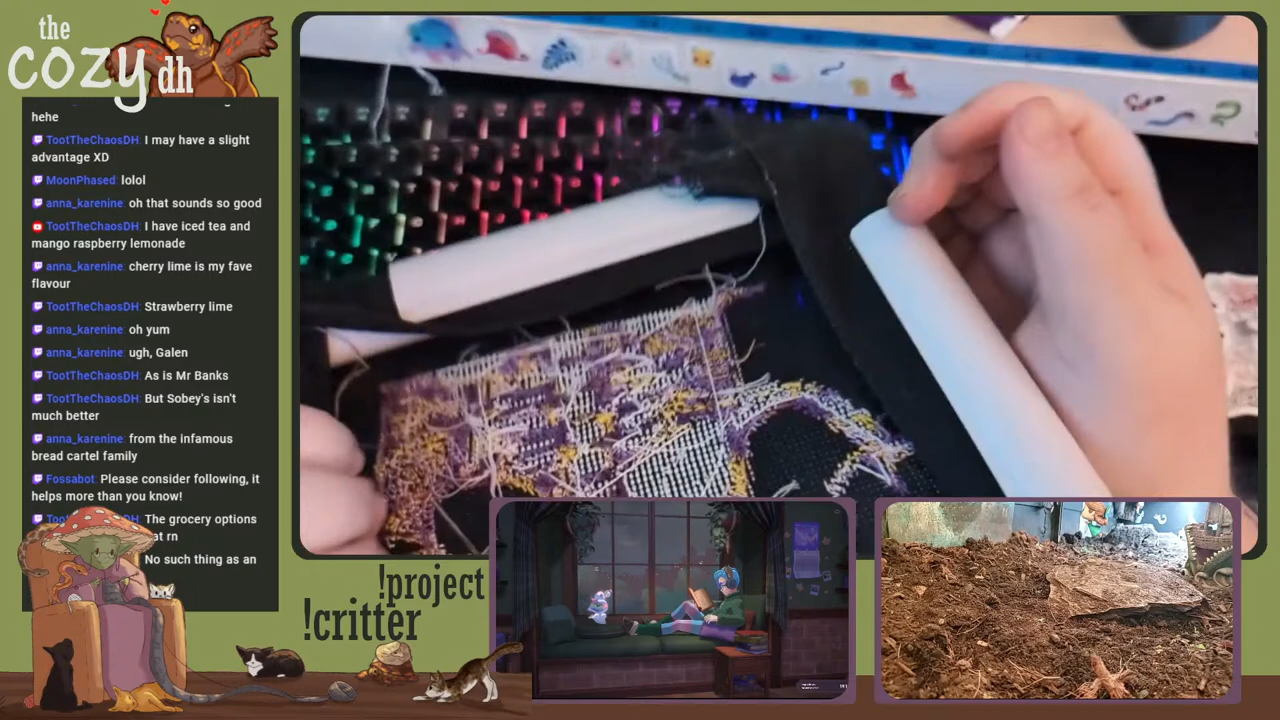 the
cozy dh
hehe
TootTheChaosDH: I may have a slight
advantage XD
MoonPhased: lolol
anna_karenine: oh that sounds so good
TootTheChaosDH: I have iced tea and
mango raspberry lemonade
anna_karenine: cherry lime is my fave
flavour
TootTheChaosDH: Strawberry lime
anna_karenine: oh yum
anna_karenine: ugh, Galen
TootTheChaosDH: As is Mr Banks
TootTheChaosDH: But Sobey's isn't
much better
anna_karenine: from the infamous
bread cartel family
Fossabot: Please consider following, it
helps more than you know!
The grocery options
at rn
No such thing as an
!project
!critter